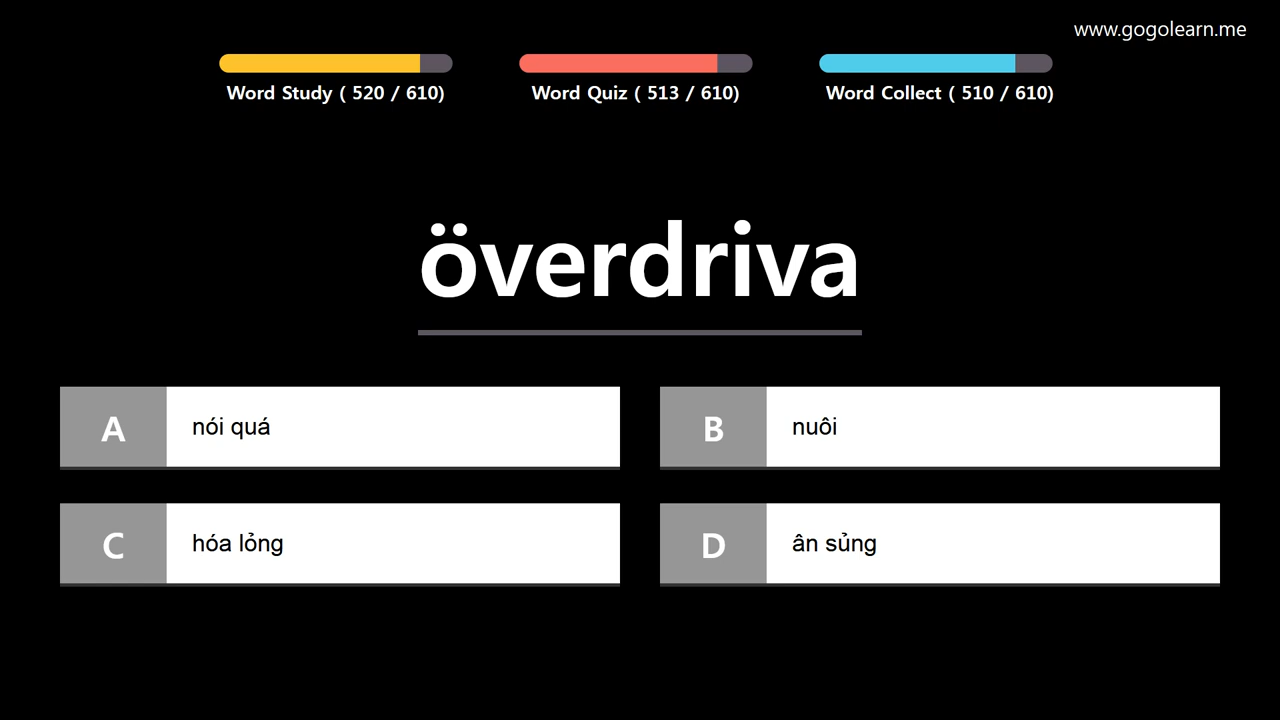 www.gogolearn.me
Word Study ( 520 / 610)
Word Quiz ( 513 / 610)
Word Collect ( 510 / 610)
överdriva
A nói quá
B nuôi
C hóa lỏng
D ân sủng